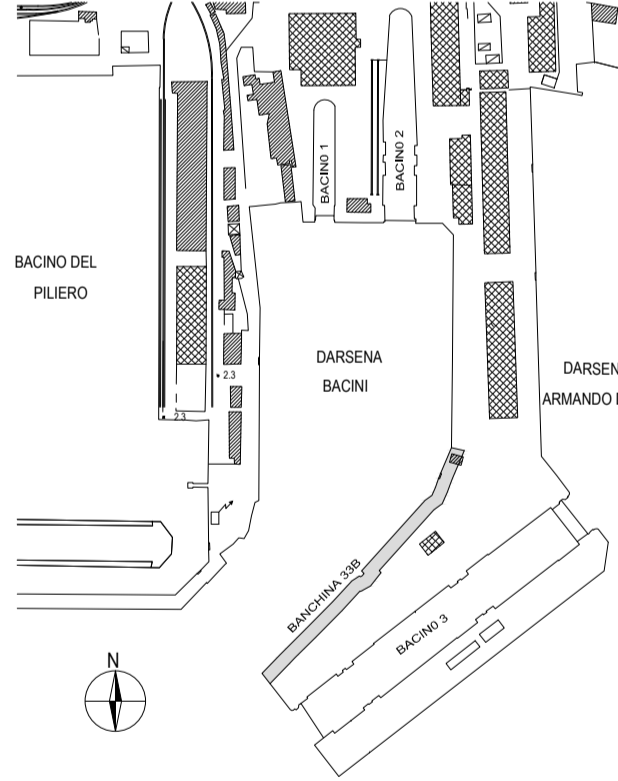 BACINO 1
BACINO 2
BACINO DEL
PILIERO
DARSENA
BACINI
2.3
2.3
DARSEN
ARMANDO
BANCHINA 33B
BACINO 3
N